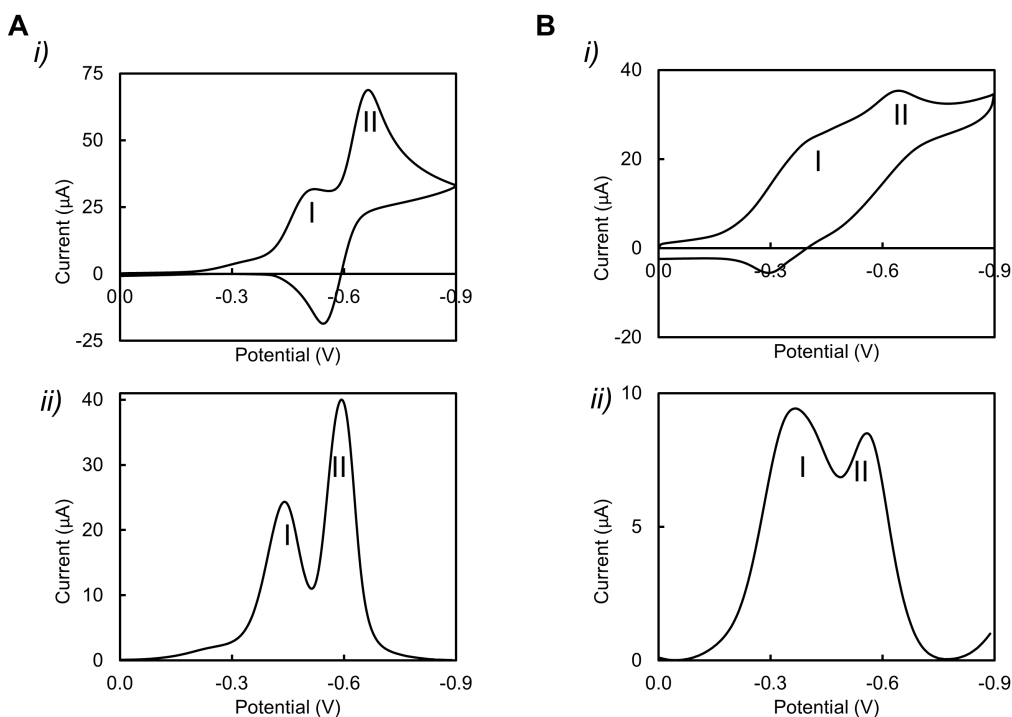 A
i)
75
50
25
0
-25
Current (µA)
0.0
-0.3
-0.6
-0.9
Potential (V)
I
II
ii)
40
30
20
10
0
Current (µA)
0.0
-0.3
-0.6
-0.9
Potential (V)
I
II
B
i)
40
20
0
-20
Current (µA)
0.0
-0.3
-0.6
-0.9
Potential (V)
I
II
ii)
10
5
0
Current (µA)
0.0
-0.3
-0.6
-0.9
Potential (V)
I
II